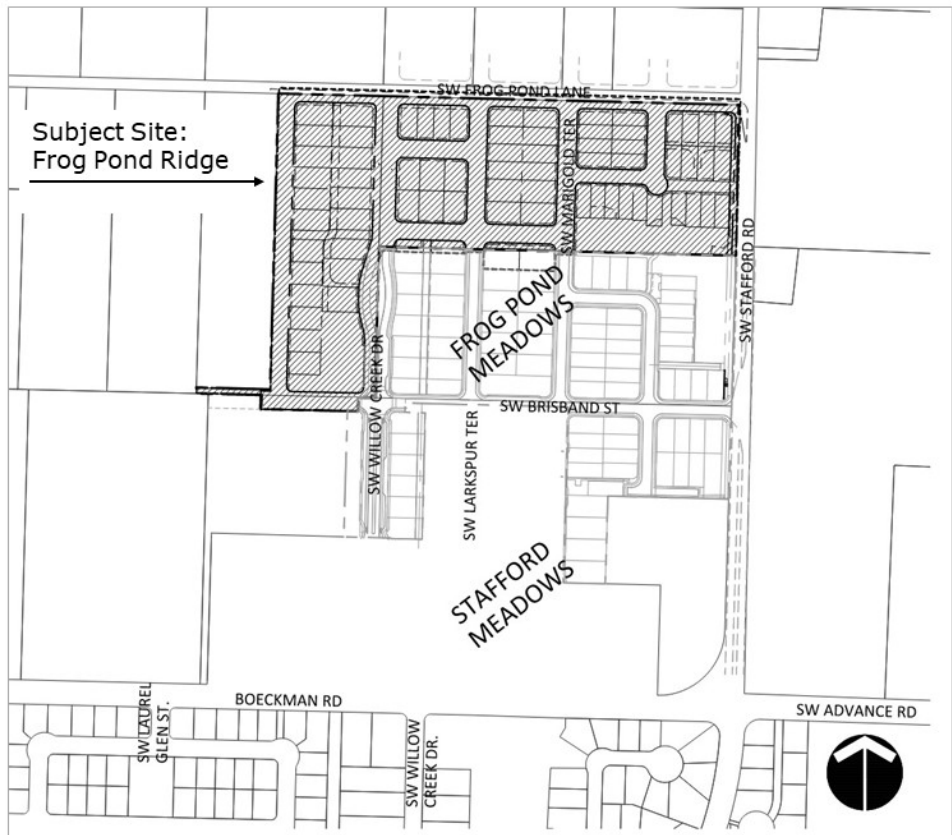 SW FROG POND LANE
Subject Site:
Frog Pond Ridge
SW MARIGOLD TER
SW STAFFORD RD
FROG POND
MEADOWS
SW WILLOW CREEK DR
SW BRISBAND ST
SW LARKSPUR TER
STAFFORD
MEADOWS
SW LAUREL
GLEN ST.
BOECKMAN RD
SW WILLOW
CREEK DR.
SW ADVANCE RD